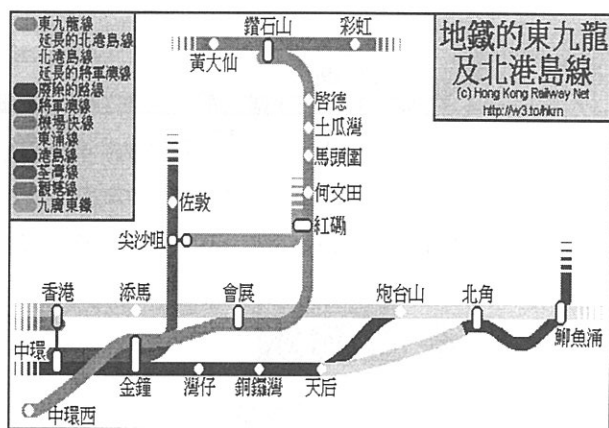 東九龍線
延長的北港島線
北港島線
延長的將軍澳線
廢除的路線
將軍澳線
機場快線
東涌線
港島線
荃灣線
觀塘線
九廣東鐵
地鐵的東九龍
及北港島線
(c) Hong Kong Railway Net
http://w3.to/hkrn
鑽石山
黃大仙
彩虹
啓德
土瓜灣
馬頭圍
何文田
紅磡
佐敦
尖沙咀
香港
添馬
會展
炮台山
北角
鰂魚涌
中環
金鐘
灣仔
銅鑼灣
天后
中環西